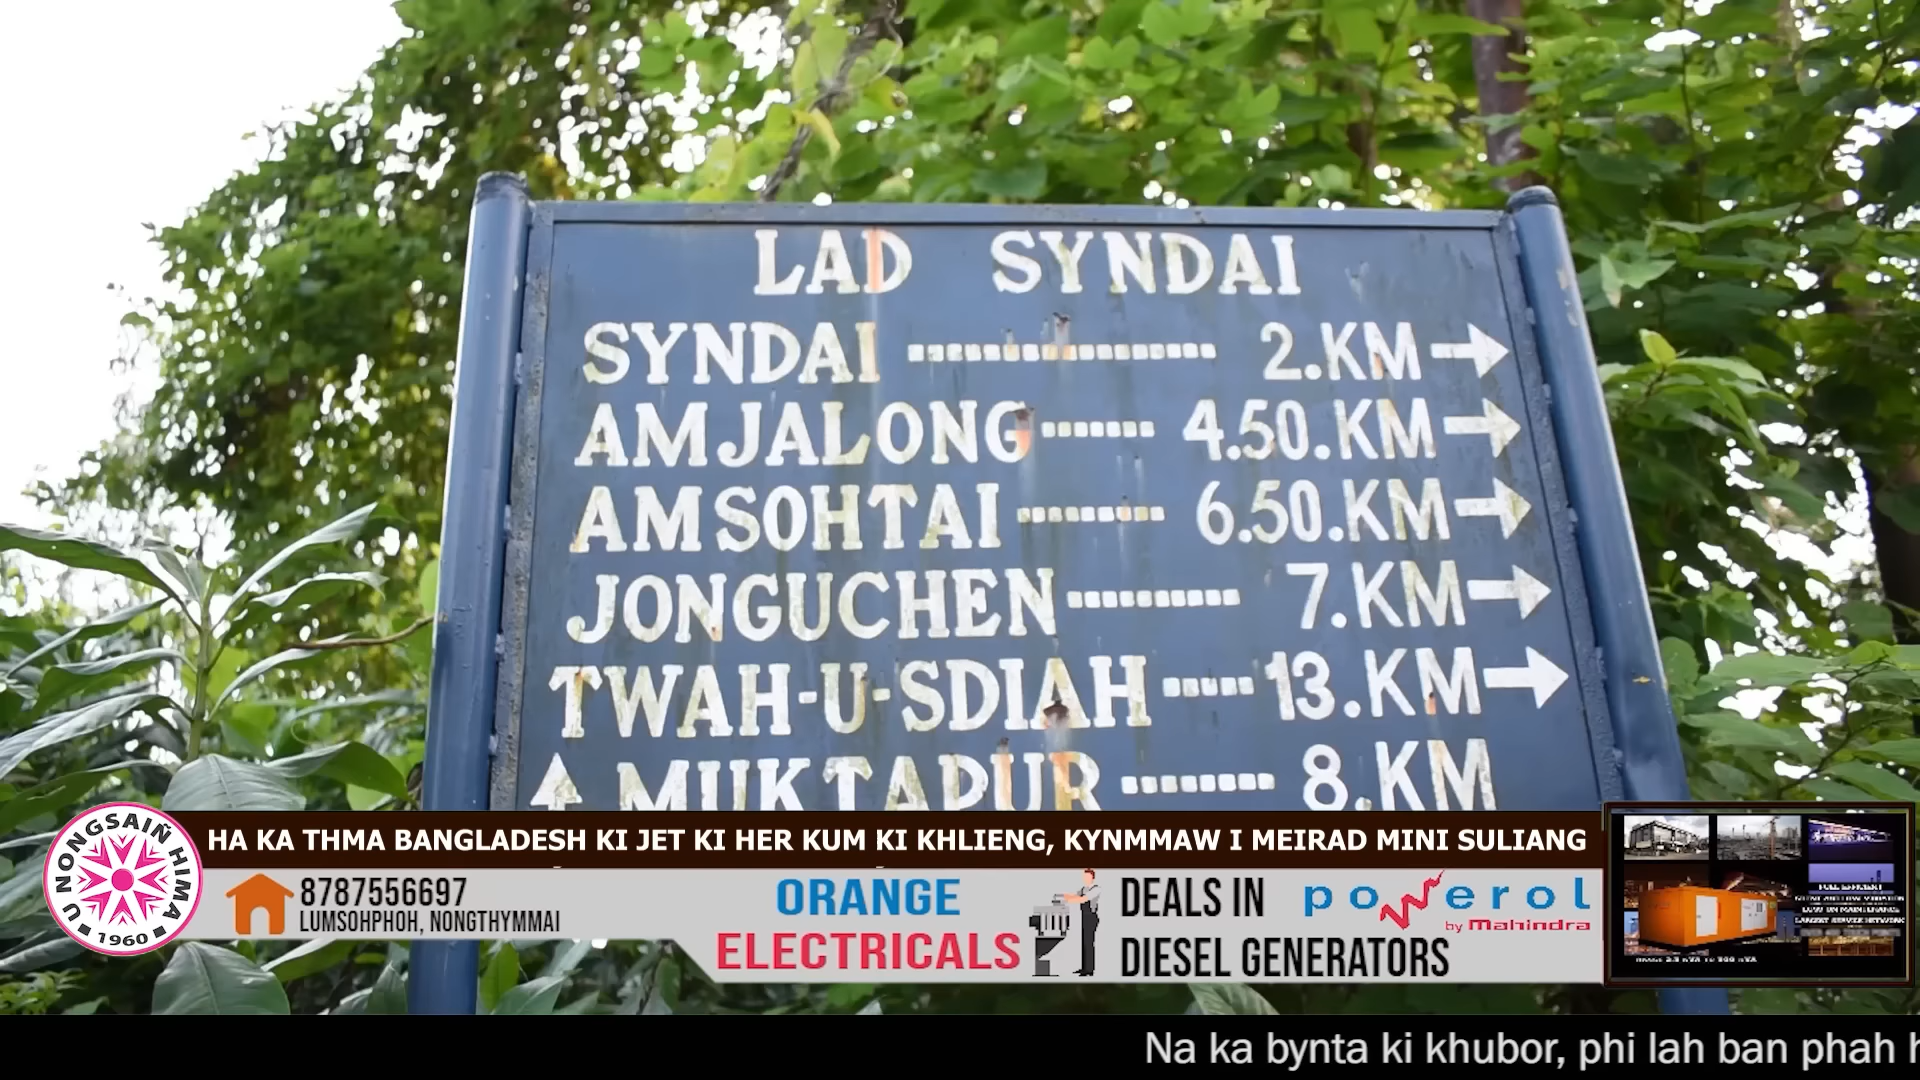 LAD SYNDAI
SYNDAI 2.KM
AMJALONG 4.50.KM
AMSOHTAI 6.50.KM
JONGUCHEN 7.KM
TWAH-U-SDIAH 13.KM
MUKTAPUR 8.KM
U NONGSAIÑ HIMA
1960
HA KA THMA BANGLADESH KI JET KI HER KUM KI KHLIENG, KYNMMAW I MEIRAD MINI SULIANG
8787556697
LUMSOHPHOH, NONGTHYMMAI
ORANGE
ELECTRICALS
DEALS IN
DIESEL GENERATORS
powerol
by Mahindra
Na ka bynta ki khubor, phi lah ban phah